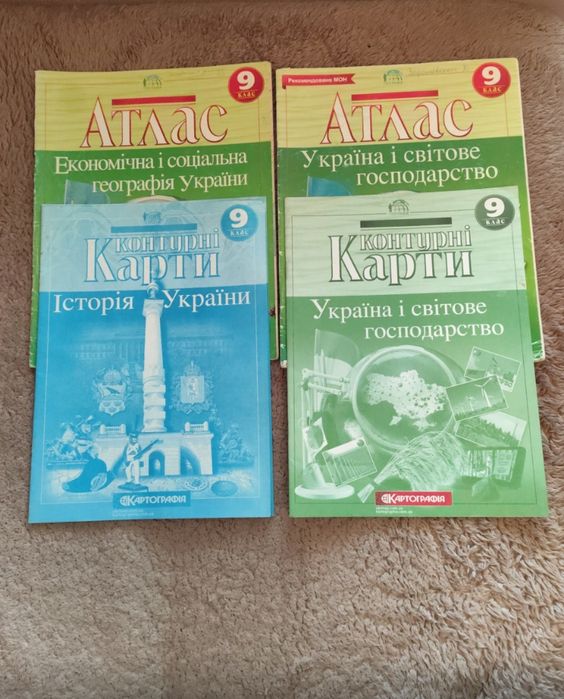 9
КЛАС
АТЛАС
ЕКОНОМІЧНА І СОЦІАЛЬНА
ГЕОГРАФІЯ УКРАЇНИ
Рекомендовано МОН
9
КЛАС
АТЛАС
УКРАЇНА І СВІТОВЕ
ГОСПОДАРСТВО
9
КЛАС
КОНТУРНІ
КАРТИ
ІСТОРІЯ УКРАЇНИ
КАРТОГРАФІЯ
9
КЛАС
КОНТУРНІ
КАРТИ
УКРАЇНА І СВІТОВЕ
ГОСПОДАРСТВО
КАРТОГРАФІЯ